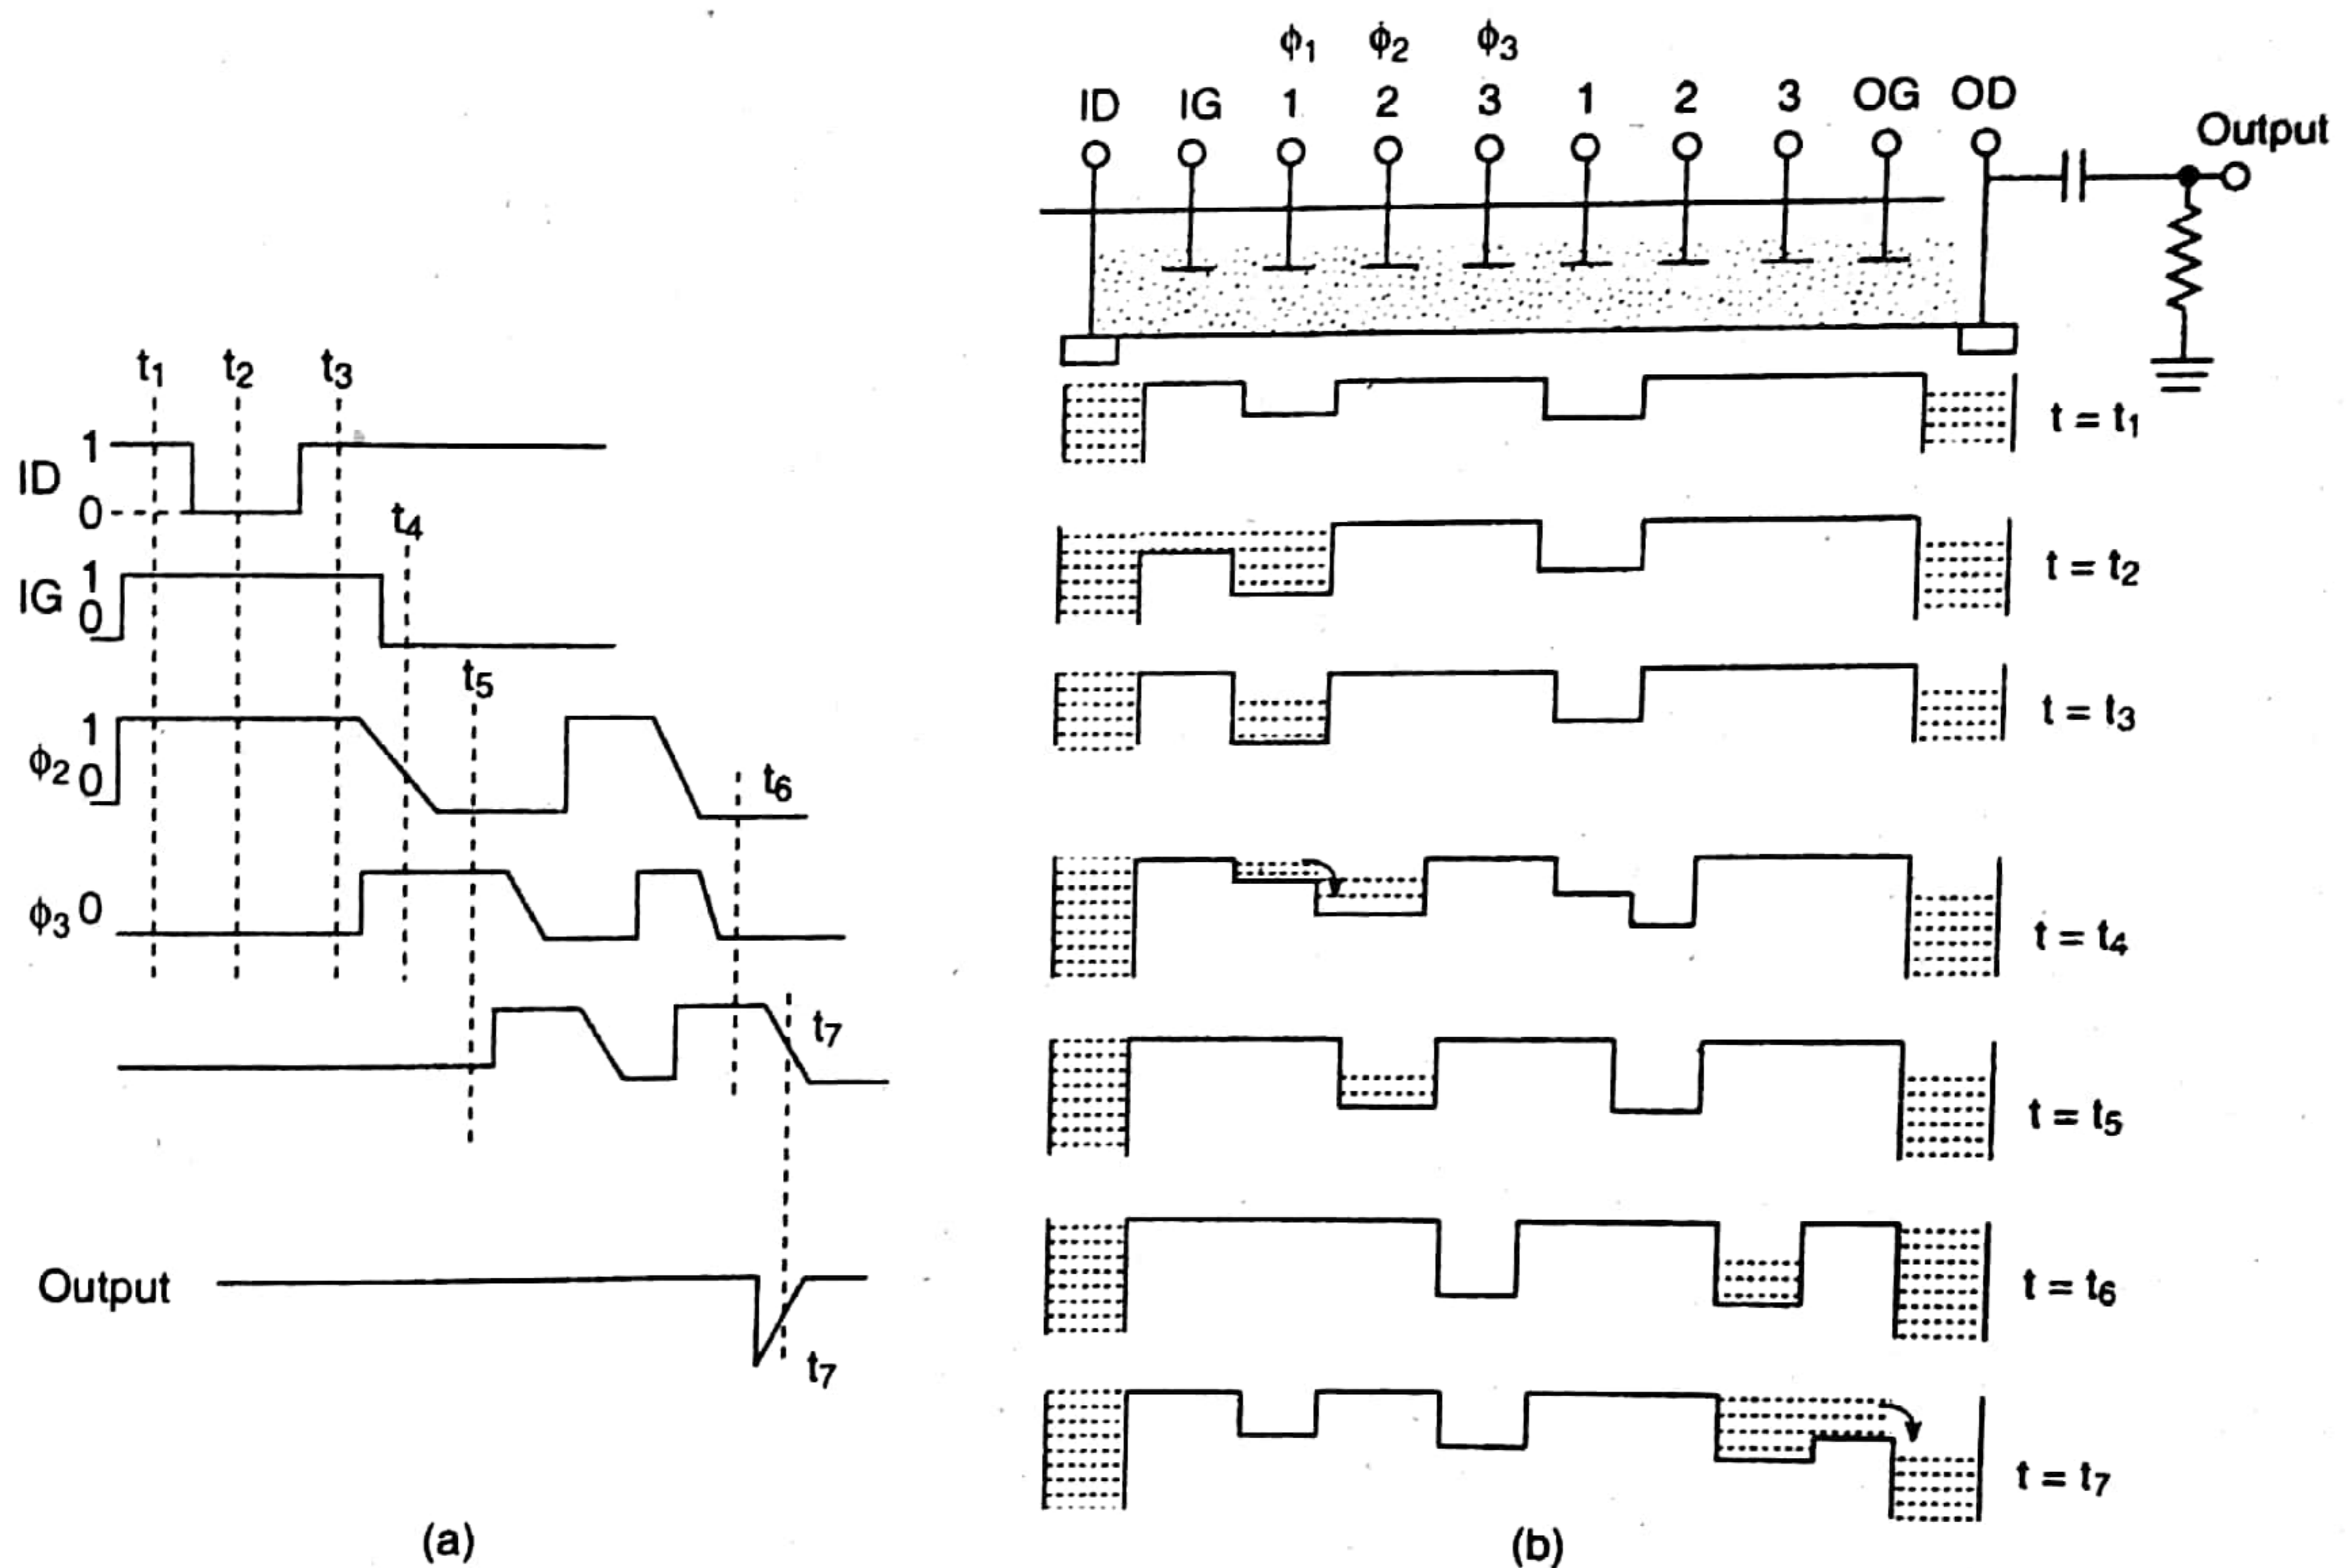 t1 t2 t3
ID 1 0
t4
IG 1 0
t5
ϕ2 1 0
t6
ϕ3 0
t7
Output
t7
(a)
ϕ1 ϕ2 ϕ3
ID IG 1 2 3 1 2 3 OG OD
Output
t = t1
t = t2
t = t3
t = t4
t = t5
t = t6
t = t7
(b)